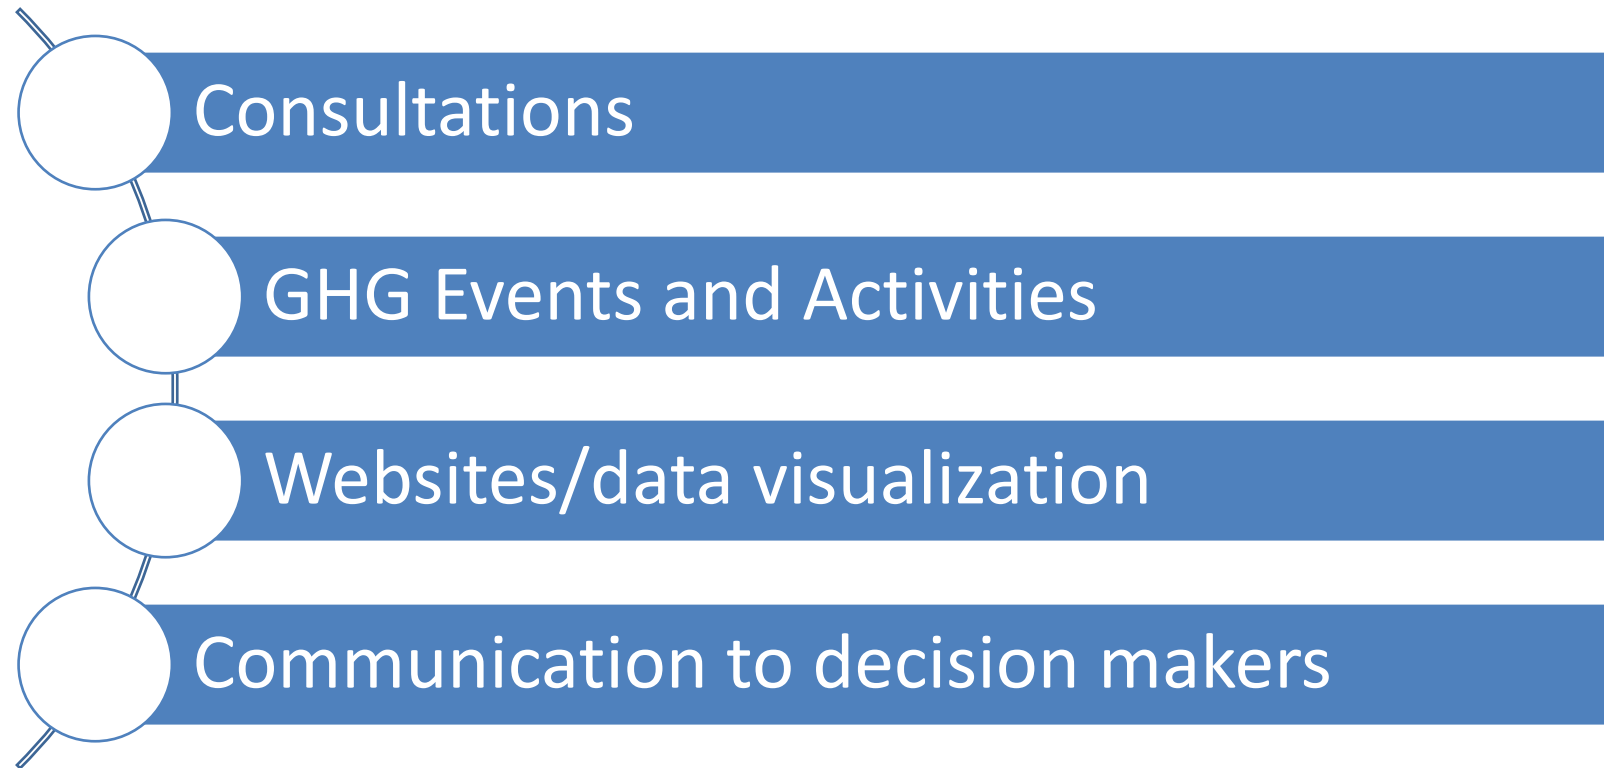 Consultations
GHG Events and Activities
Websites/data visualization
Communication to decision makers